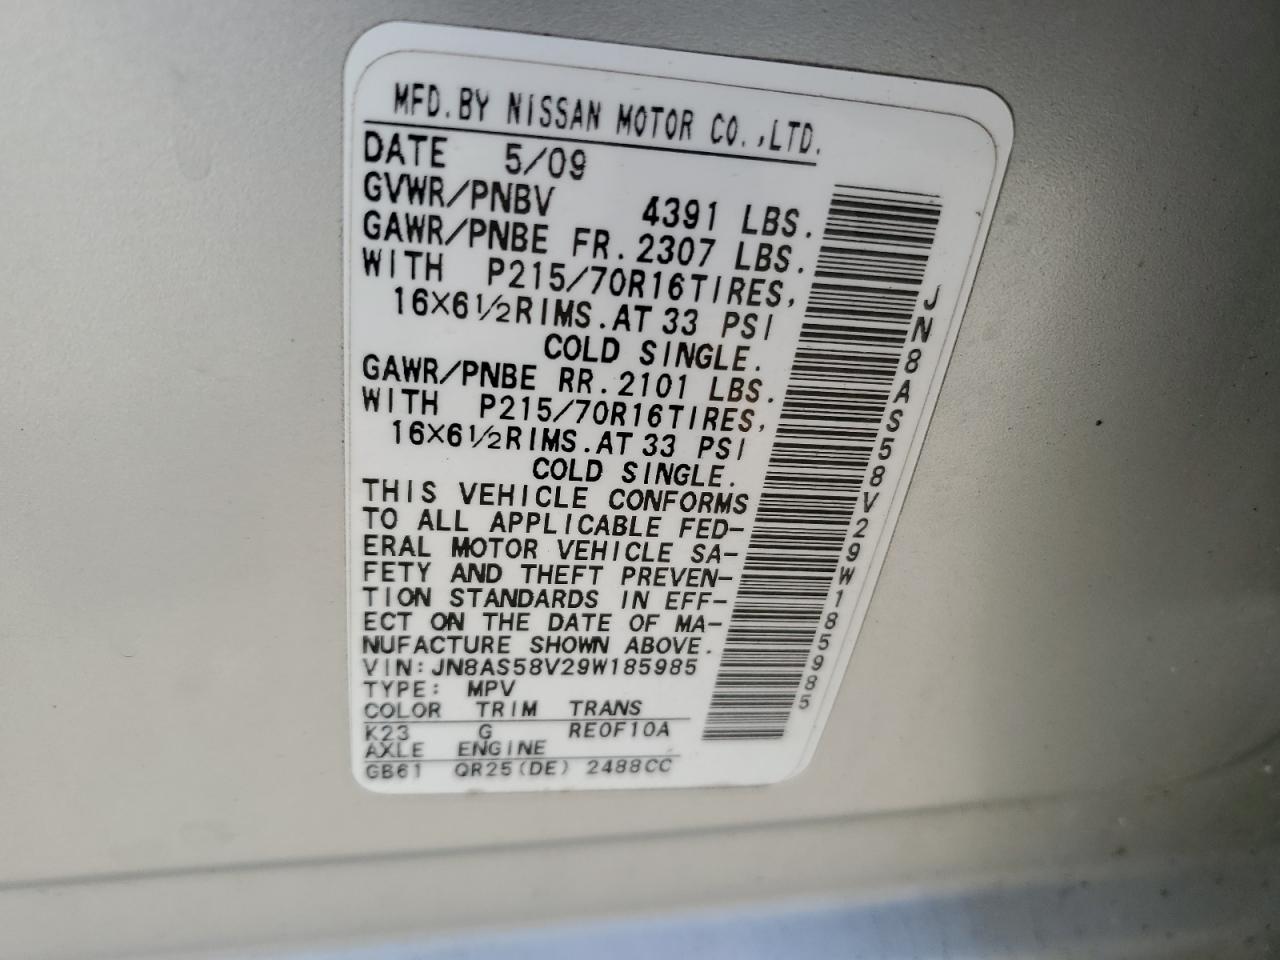 MFD.BY NISSAN MOTOR CO.,LTD.
DATE 5/09
GVWR/PNBV 4391 LBS.
GAWR/PNBE FR. 2307 LBS.
WITH P215/70R16TIRES,
16×6½RIMS.AT 33 PSI
COLD SINGLE.
GAWR/PNBE RR. 2101 LBS.
WITH P215/70R16TIRES,
16×6½RIMS.AT 33 PSI
COLD SINGLE.
THIS VEHICLE CONFORMS
TO ALL APPLICABLE FED-
ERAL MOTOR VEHICLE SA-
FETY AND THEFT PREVEN-
TION STANDARDS IN EFF-
ECT ON THE DATE OF MA-
NUFACTURE SHOWN ABOVE.
VIN:JN8AS58V29W185985
TYPE: MPV
COLOR TRIM TRANS
K23 G RE0F10A
AXLE ENGINE
GB61 QR25(DE) 2488CC
JN8AS58V29W185985